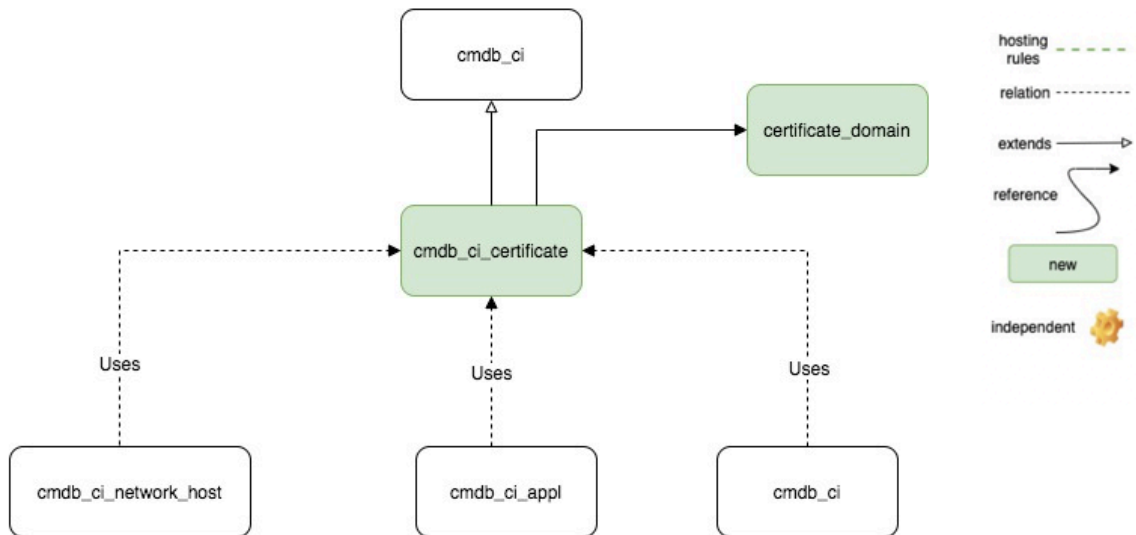 cmdb_ci
hosting
rules
relation
certificate_domain
extends
reference
cmdb_ci_certificate
new
independent
Uses
Uses
Uses
cmdb_ci_network_host
cmdb_ci_appl
cmdb_ci